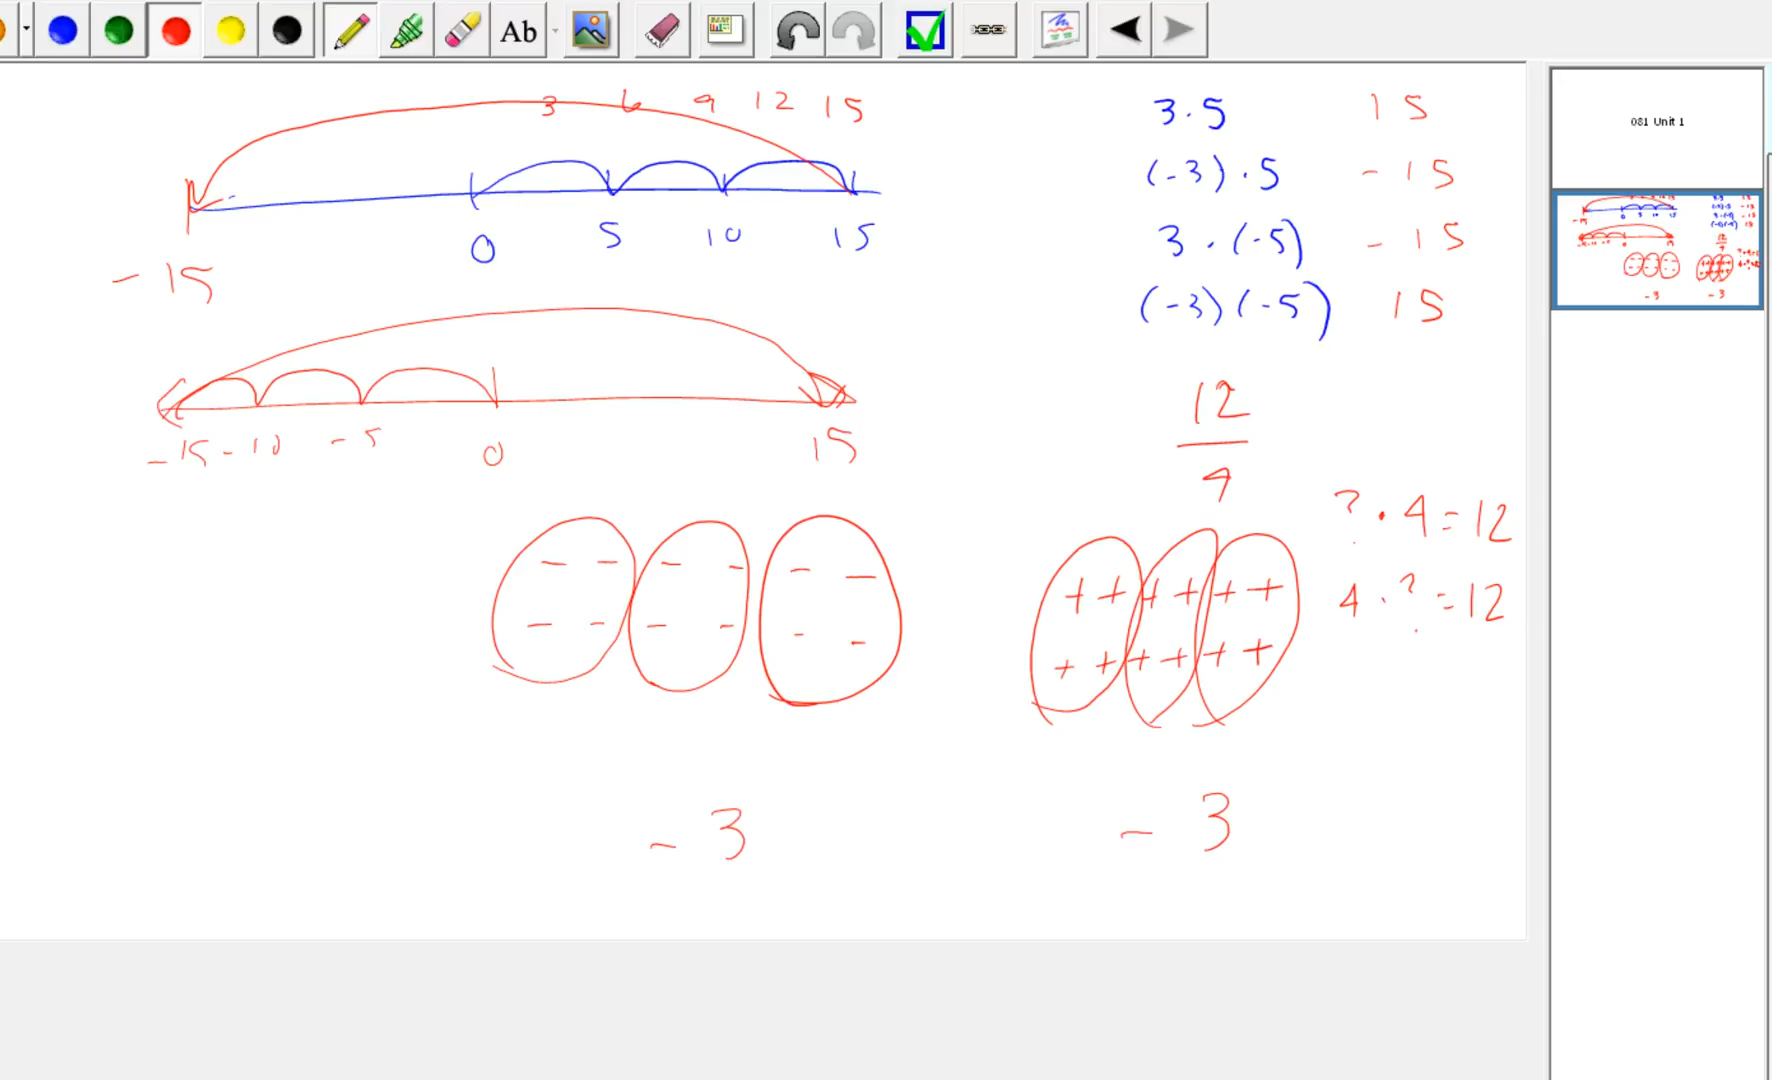 Ab
3 6 9 12 15
0 5 10 15
-15
-15 -10 -5 0 15
3 · 5 15
(-3) · 5 -15
3 · (-5) -15
(-3)(-5) 15
12
4
? · 4 = 12
4 · ? = 12
- - - - - -
- - - - - -
+ + + + + +
+ + + + + +
- 3
- 3
081 Unit 1